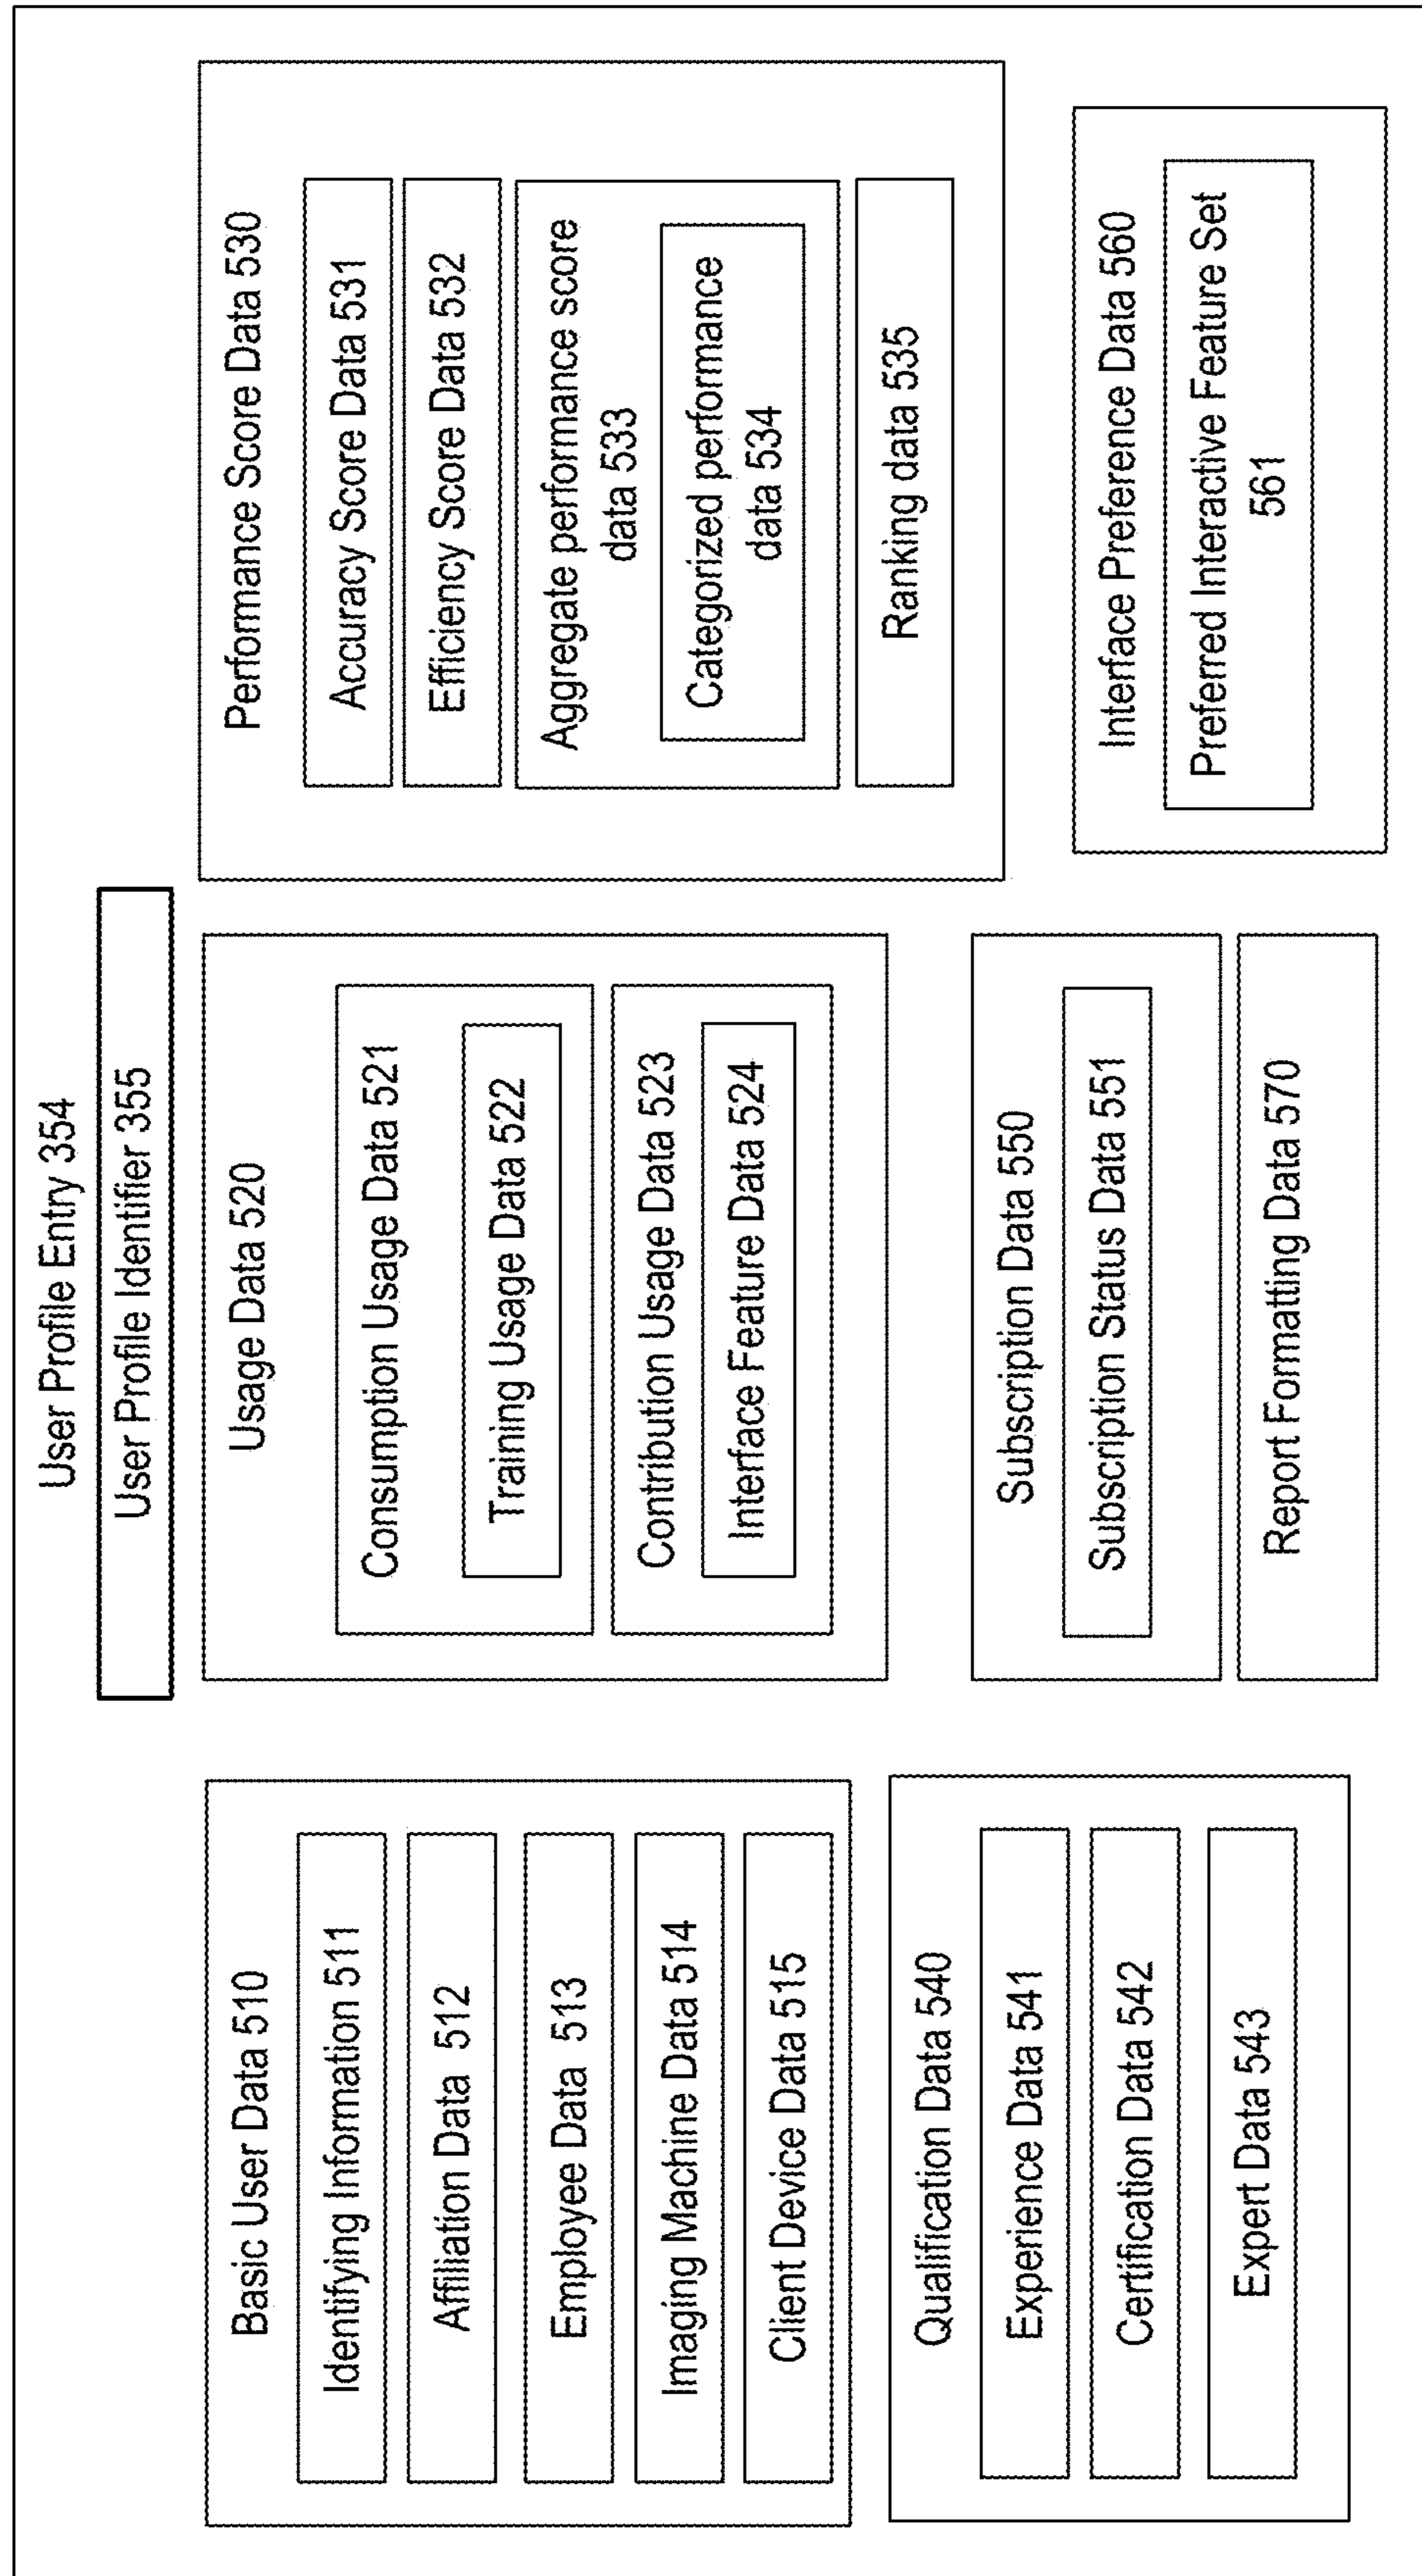 User Profile Entry 354
User Profile Identifier 355
Basic User Data 510
Identifying Information 511
Affiliation Data 512
Employee Data 513
Imaging Machine Data 514
Client Device Data 515
Usage Data 520
Consumption Usage Data 521
Training Usage Data 522
Contribution Usage Data 523
Interface Feature Data 524
Performance Score Data 530
Accuracy Score Data 531
Efficiency Score Data 532
Aggregate performance score
data 533
Categorized performance
data 534
Ranking data 535
Qualification Data 540
Experience Data 541
Certification Data 542
Expert Data 543
Subscription Data 550
Subscription Status Data 551
Report Formatting Data 570
Interface Preference Data 560
Preferred Interactive Feature Set
561